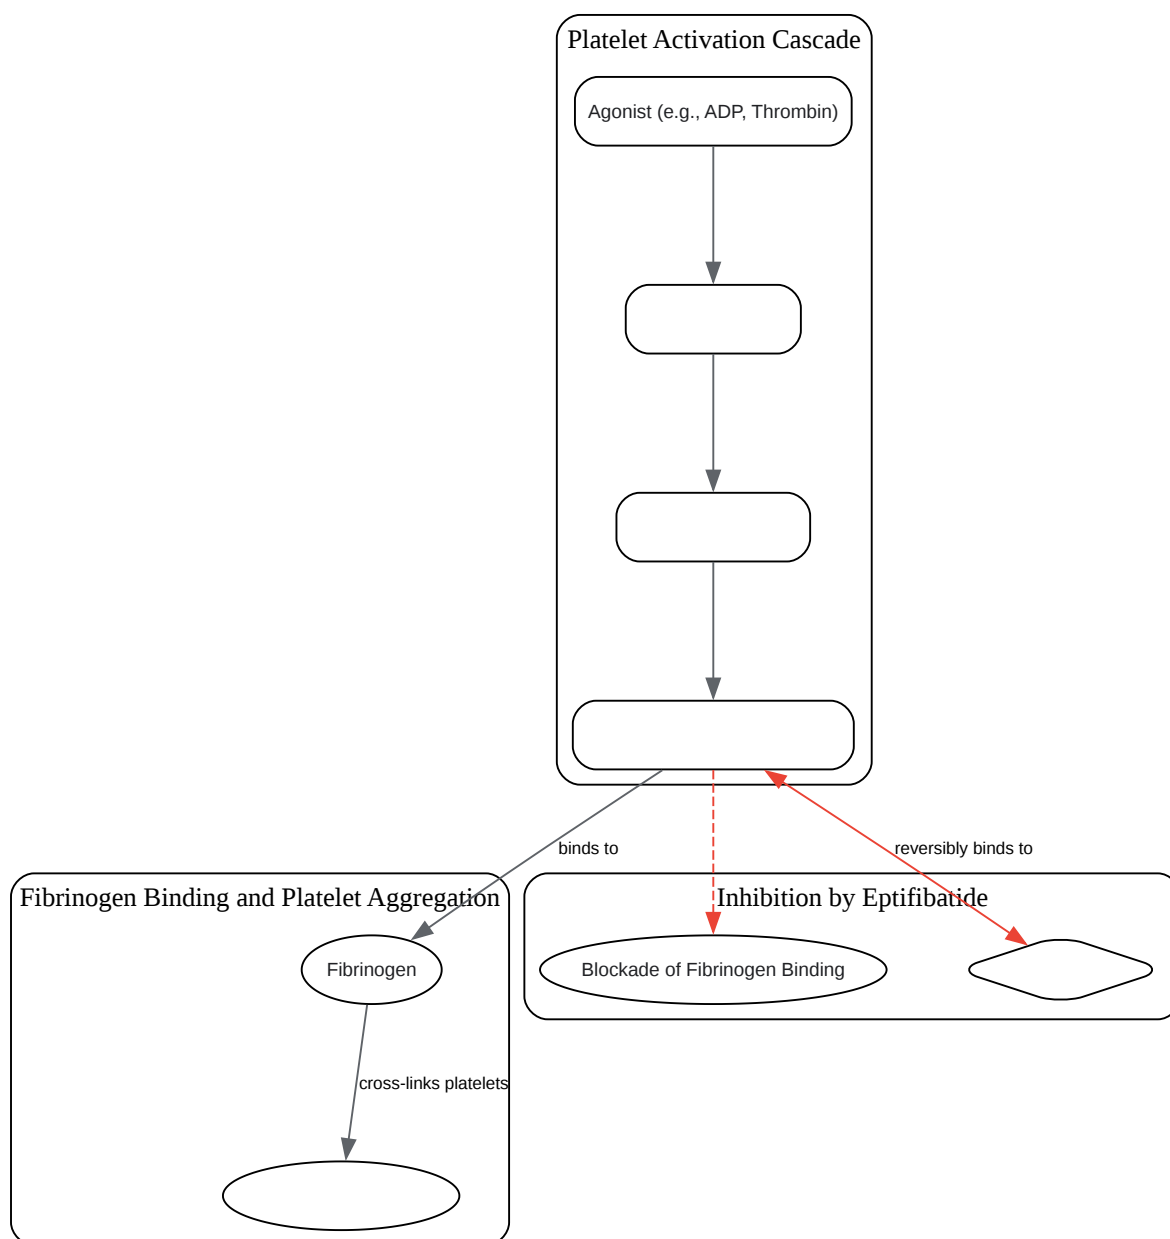 Platelet Activation Cascade
Agonist (e.g., ADP, Thrombin)
binds to
reversibly binds to
Fibrinogen Binding and Platelet Aggregation
Inhibition by Eptifibatide
Fibrinogen
Blockade of Fibrinogen Binding
cross-links platelets